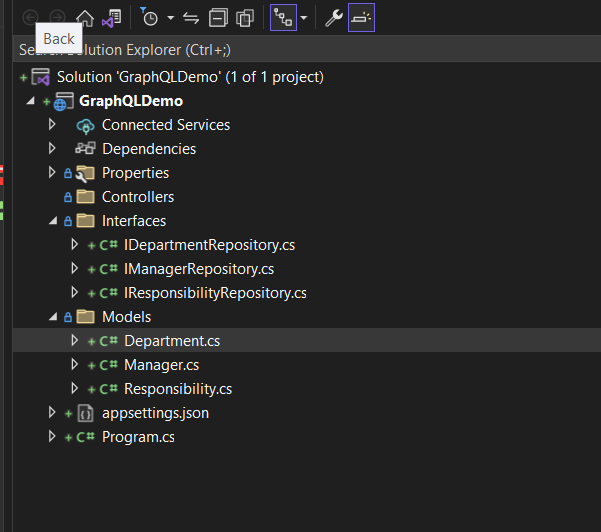 Back
Search Solution Explorer (Ctrl+;)
Solution 'GraphQLDemo' (1 of 1 project)
GraphQLDemo
Connected Services
Dependencies
Properties
Controllers
Interfaces
C# IDepartmentRepository.cs
C# IManagerRepository.cs
C# IResponsibilityRepository.cs
Models
C# Department.cs
C# Manager.cs
C# Responsibility.cs
appsettings.json
C# Program.cs